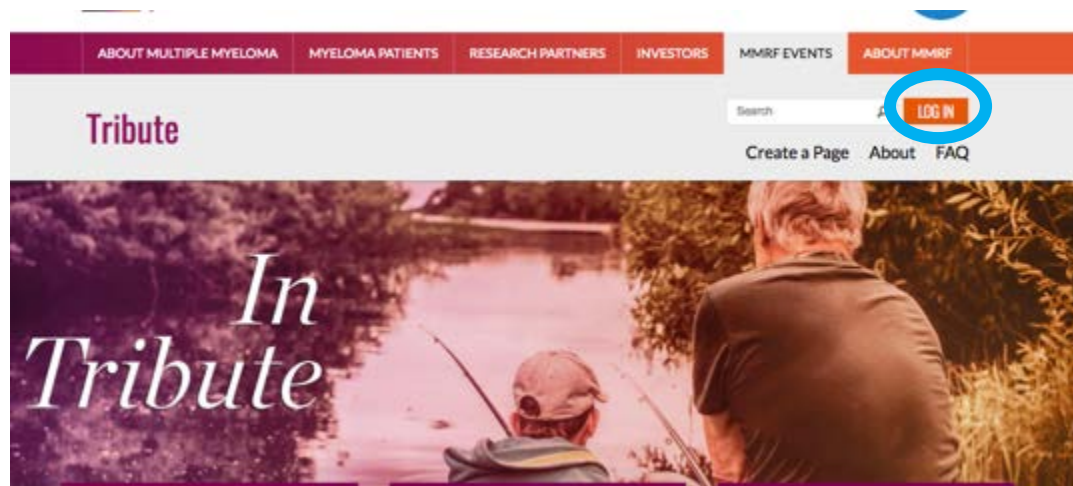 ABOUT MULTIPLE MYELOMA MYELOMA PATIENTS RESEARCH PARTNERS INVESTORS MMRF EVENTS ABOUT MMRF
Search LOG IN
Tribute
Create a Page About FAQ
In
Tribute